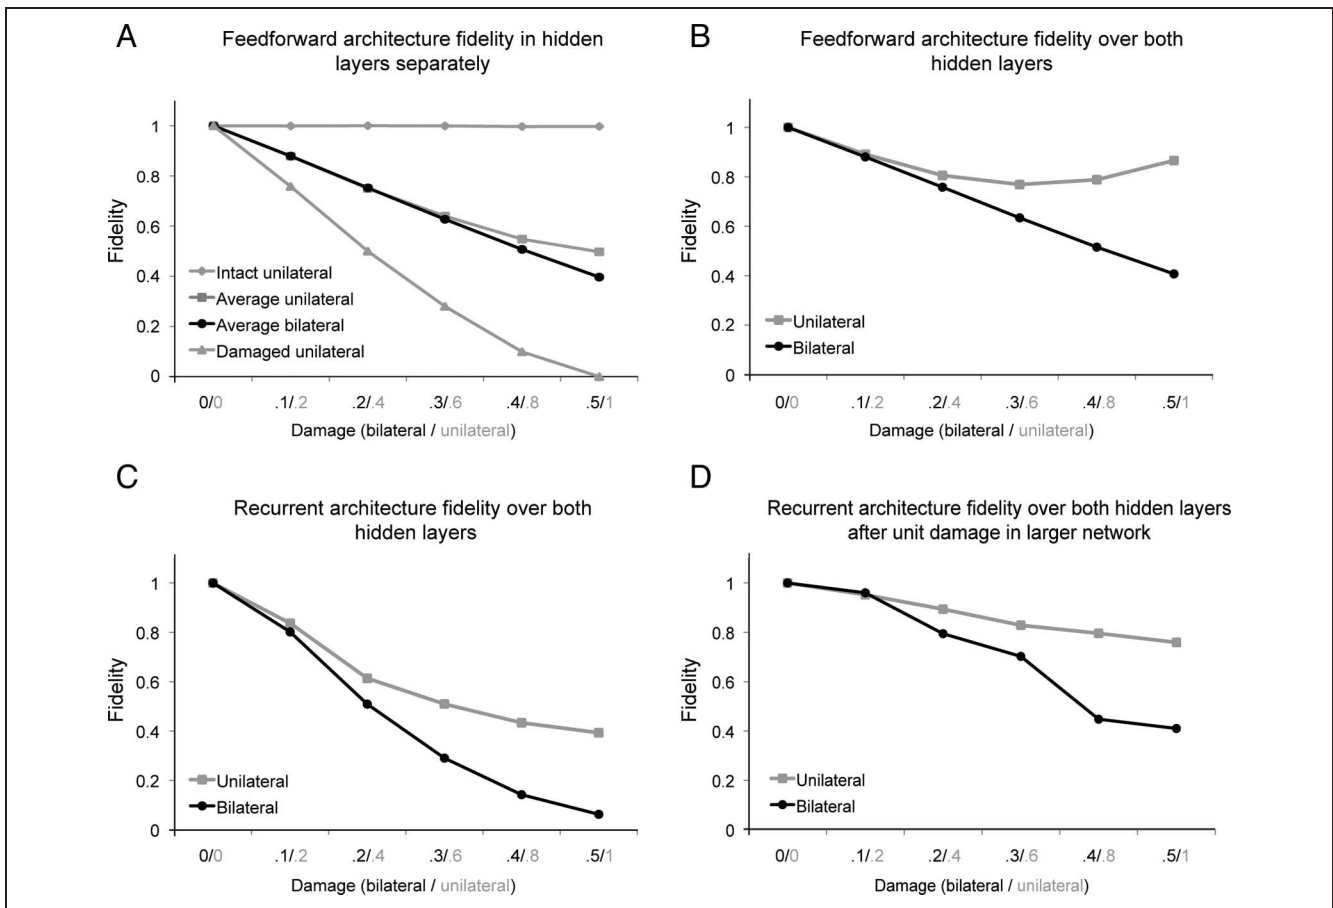 A
Feedforward architecture fidelity in hidden
layers separately
Fidelity
1
0.8
0.6
0.4
0.2
0
Intact unilateral
Average unilateral
Average bilateral
Damaged unilateral
0/0 .1/.2 .2/.4 .3/.6 .4/.8 .5/1
Damage (bilateral / unilateral)
B
Feedforward architecture fidelity over both
hidden layers
Fidelity
1
0.8
0.6
0.4
0.2
0
Unilateral
Bilateral
0/0 .1/.2 .2/.4 .3/.6 .4/.8 .5/1
Damage (bilateral / unilateral)
C
Recurrent architecture fidelity over both
hidden layers
Fidelity
1
0.8
0.6
0.4
0.2
0
Unilateral
Bilateral
0/0 .1/.2 .2/.4 .3/.6 .4/.8 .5/1
Damage (bilateral / unilateral)
D
Recurrent architecture fidelity over both hidden layers
after unit damage in larger network
Fidelity
1
0.8
0.6
0.4
0.2
0
Unilateral
Bilateral
0/0 .1/.2 .2/.4 .3/.6 .4/.8 .5/1
Damage (bilateral / unilateral)